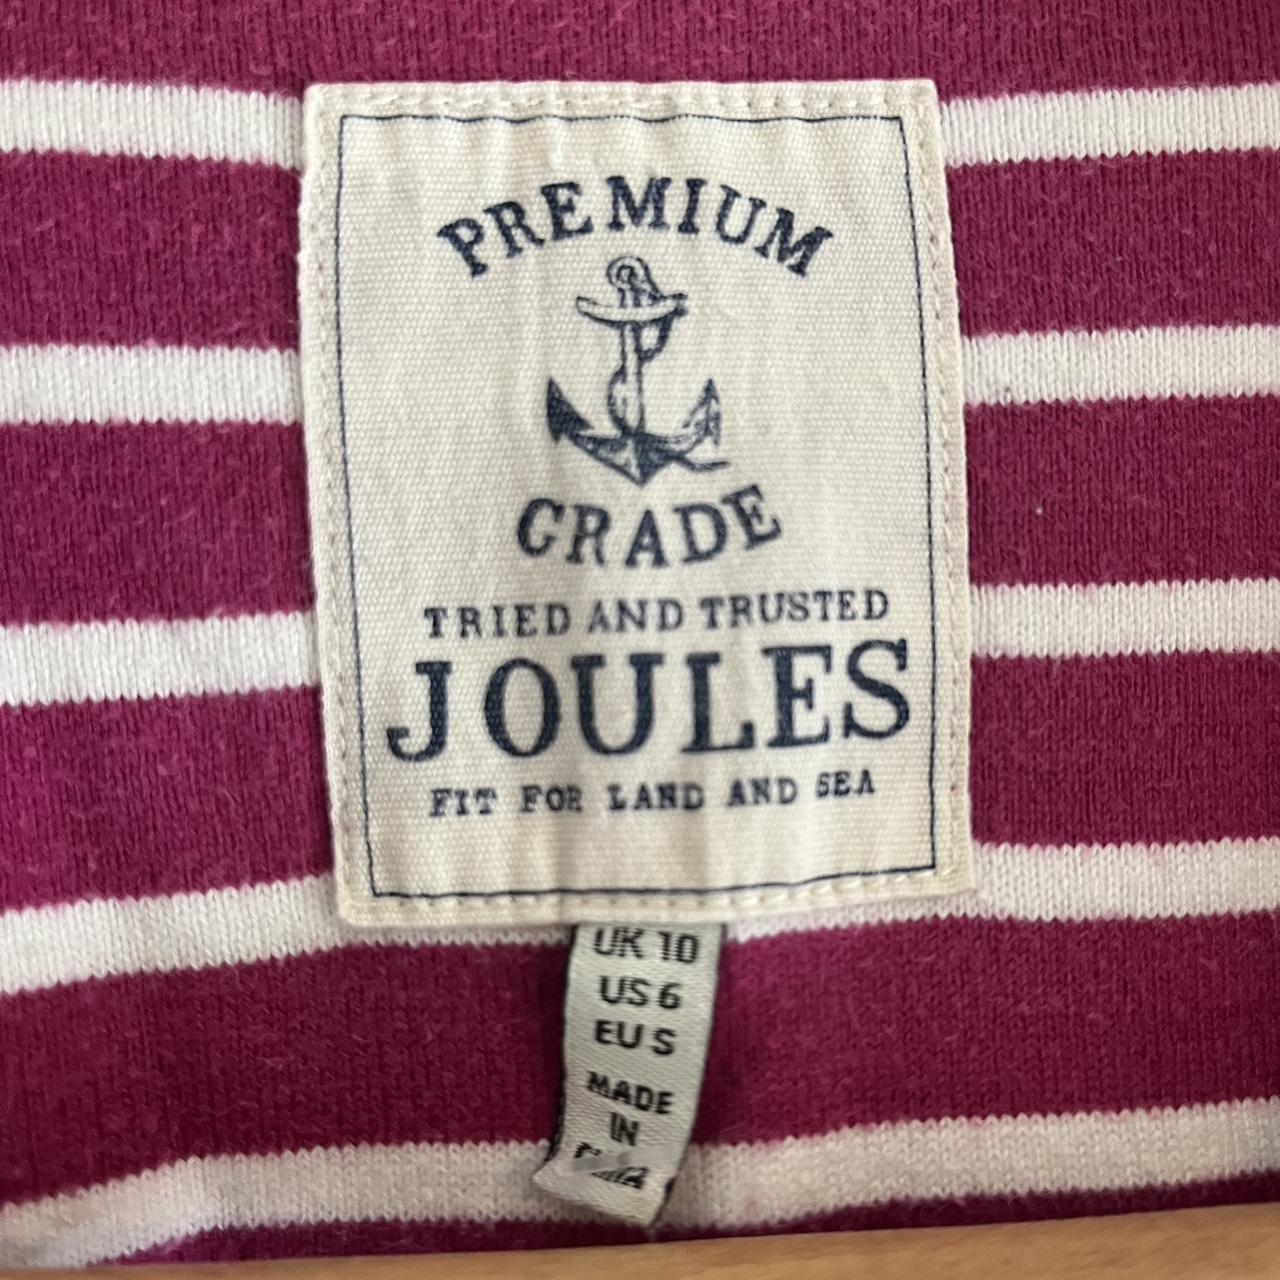 PREMIUM
GRADE
TRIED AND TRUSTED
JOULES
FIT FOR LAND AND SEA
UK 10
US 6
EU S
MADE
IN